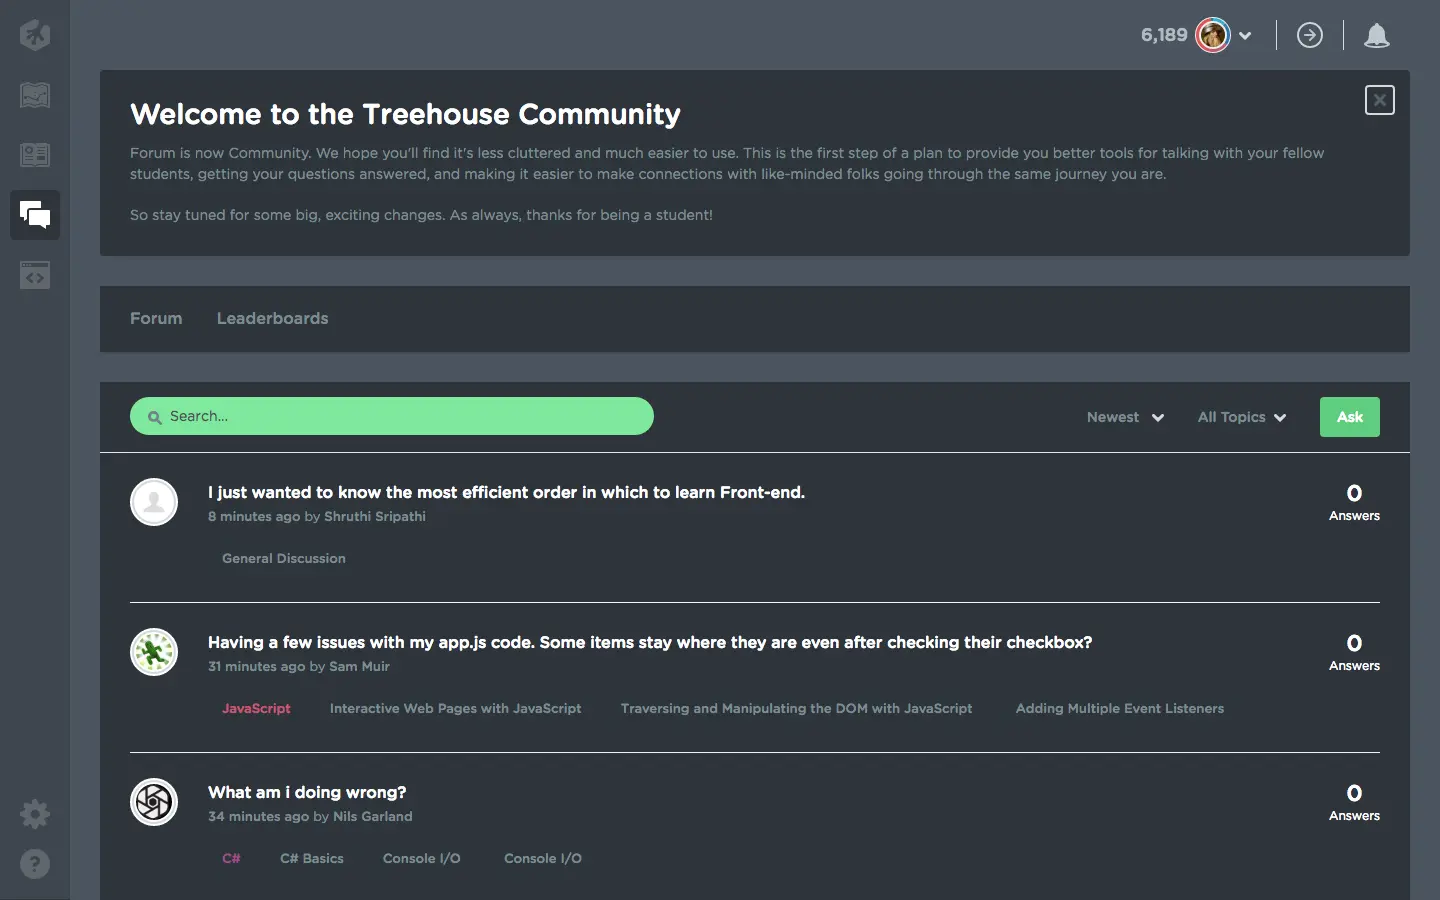 6,189
Welcome to the Treehouse Community
Forum is now Community. We hope you'll find it's less cluttered and much easier to use. This is the first step of a plan to provide you better tools for talking with your fellow
students, getting your questions answered, and making it easier to make connections with like-minded folks going through the same journey you are.
So stay tuned for some big, exciting changes. As always, thanks for being a student!
Forum Leaderboards
Search... Newest All Topics Ask
I just wanted to know the most efficient order in which to learn Front-end. 0
8 minutes ago by Shruthi Sripathi Answers
General Discussion
Having a few issues with my app.js code. Some items stay where they are even after checking their checkbox? 0
31 minutes ago by Sam Muir Answers
JavaScript Interactive Web Pages with JavaScript Traversing and Manipulating the DOM with JavaScript Adding Multiple Event Listeners
What am i doing wrong? 0
34 minutes ago by Nils Garland Answers
C# C# Basics Console I/O Console I/O